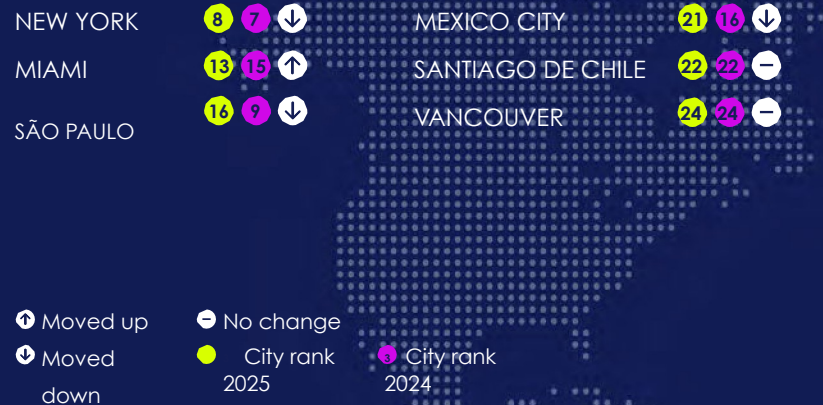 NEW YORK 8 7
MIAMI 13 15
SÃO PAULO 16 9
MEXICO CITY 21 16
SANTIAGO DE CHILE 22 22
VANCOUVER 24 24
Moved up
Moved
down
No change
City rank
2025
3 City rank
2024